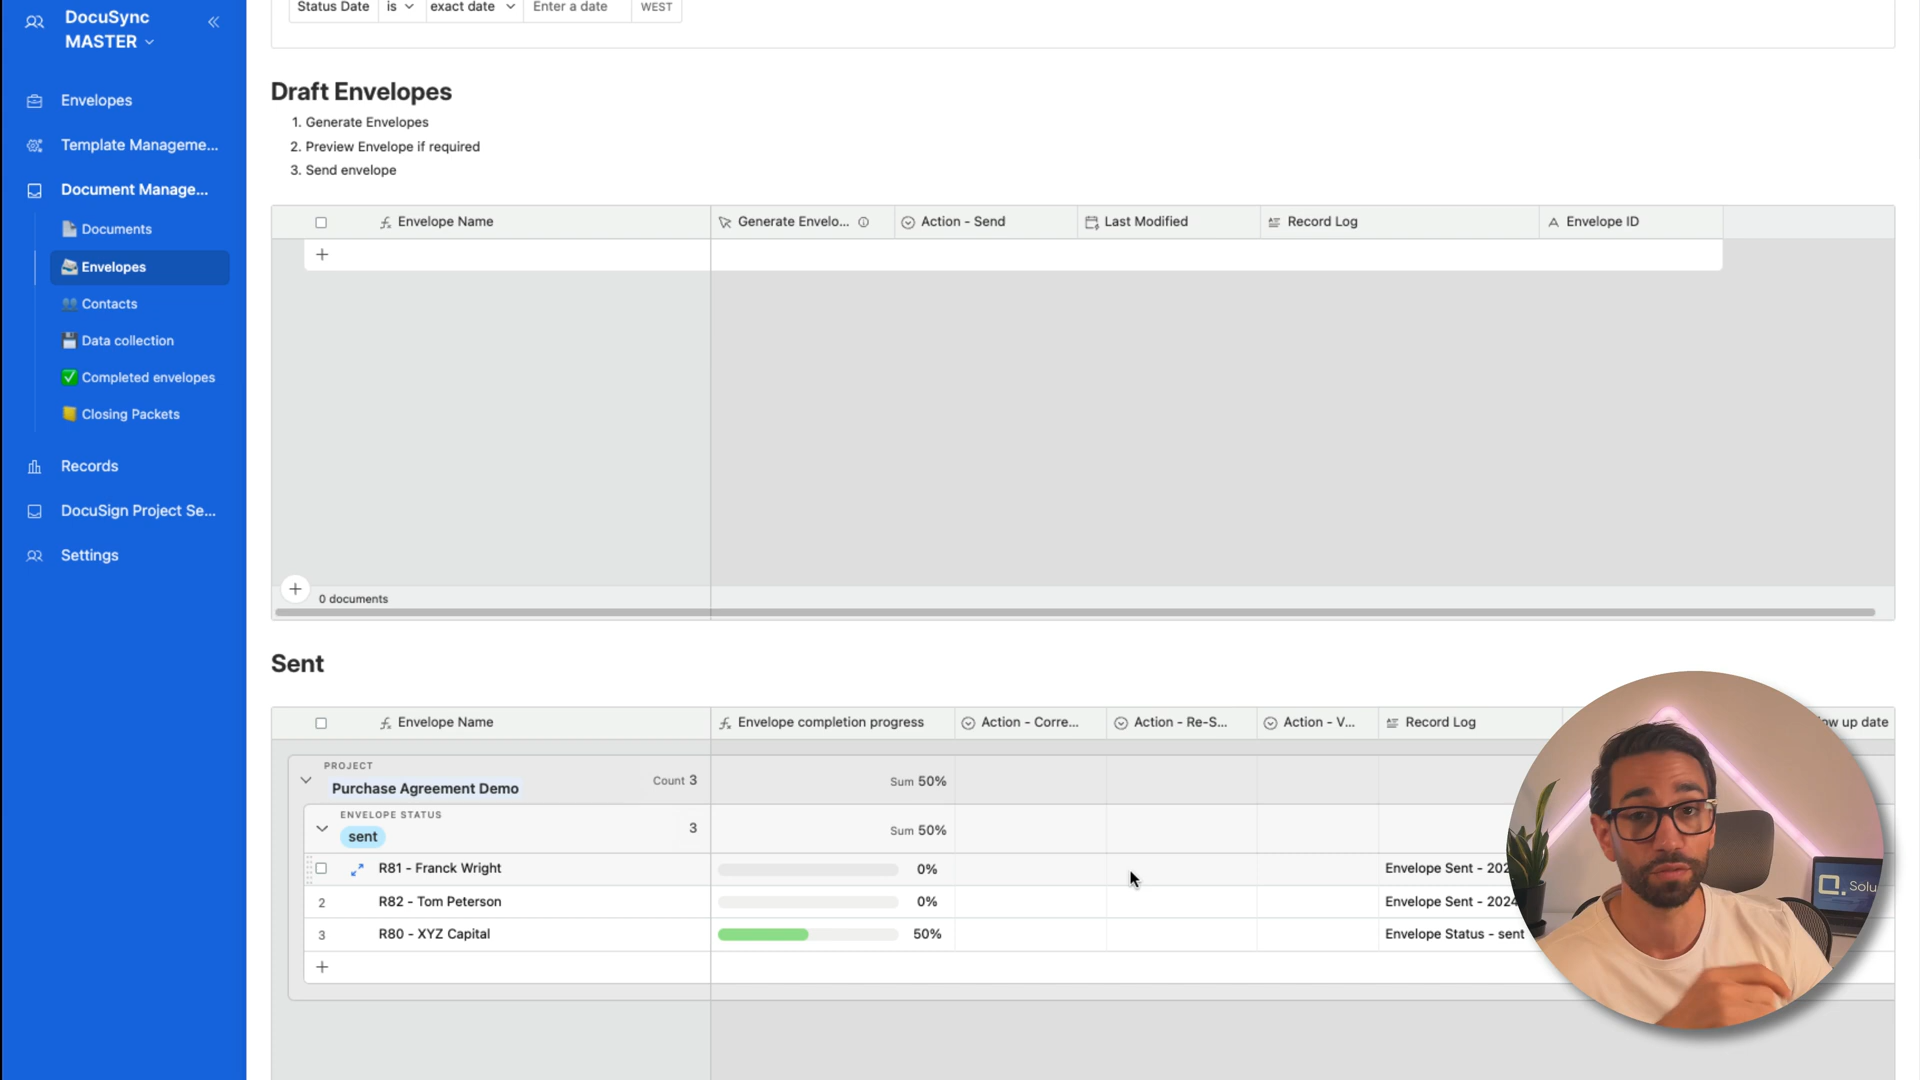 DocuSync
MASTER
Envelopes
Template Manageme...
Document Manage...
Documents
Envelopes
Contacts
Data collection
Completed envelopes
Closing Packets
Records
DocuSign Project Se...
Settings
Status Date is exact date Enter a date WEST
Draft Envelopes
1. Generate Envelopes
2. Preview Envelope if required
3. Send envelope
Envelope Name Generate Envelo... Action - Send Last Modified Record Log Envelope ID
0 documents
Sent
Envelope Name Envelope completion progress Action - Corre... Action - Re-S... Action - V... Record Log ow up date
PROJECT
Purchase Agreement Demo Count 3 Sum 50%
ENVELOPE STATUS
sent 3 Sum 50%
R81 - Franck Wright 0% Envelope Sent - 202
2 R82 - Tom Peterson 0% Envelope Sent - 2024
3 R80 - XYZ Capital 50% Envelope Status - sent
Solu